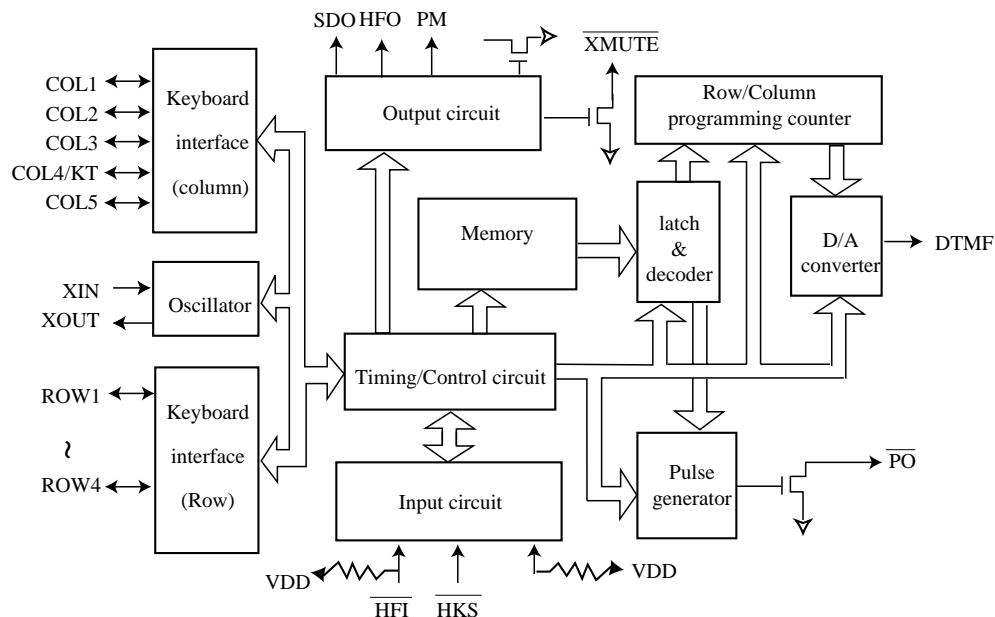 SDO HFO PM
XMUTE
COL1
COL2
COL3
COL4/KT
COL5
Keyboard
interface
(column)
Output circuit
Row/Column
programming counter
Memory
latch
&
decoder
D/A
converter
DTMF
XIN
XOUT
Oscillator
Timing/Control circuit
ROW1
~
ROW4
Keyboard
interface
(Row)
Input circuit
Pulse
generator
PO
VDD
HFI
HKS
VDD